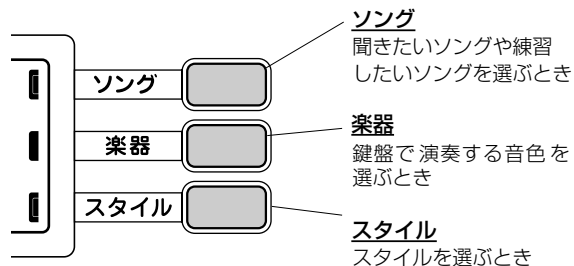 ソング
聞きたいソングや練習
したいソングを選ぶとき
ソング
楽器
楽器
鍵盤で演奏する音色を
選ぶとき
スタイル
スタイル
スタイルを選ぶとき